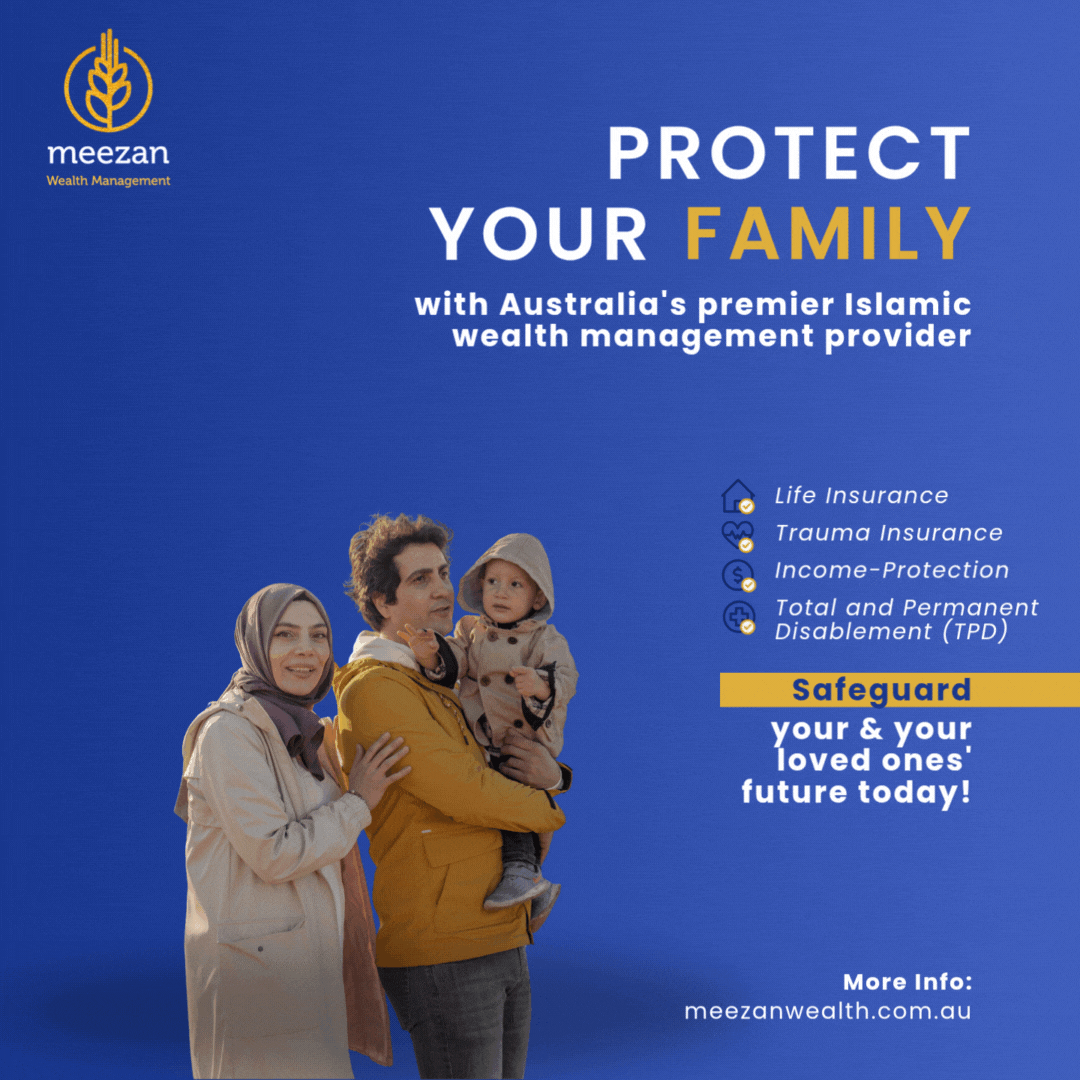 meezan
Wealth Management
PROTECT
YOUR FAMILY
with Australia's premier Islamic
wealth management provider
Life Insurance
Trauma Insurance
Income-Protection
Total and Permanent
Disablement (TPD)
Safeguard
your & your
loved ones'
future today!
More Info:
meezanwealth.com.au